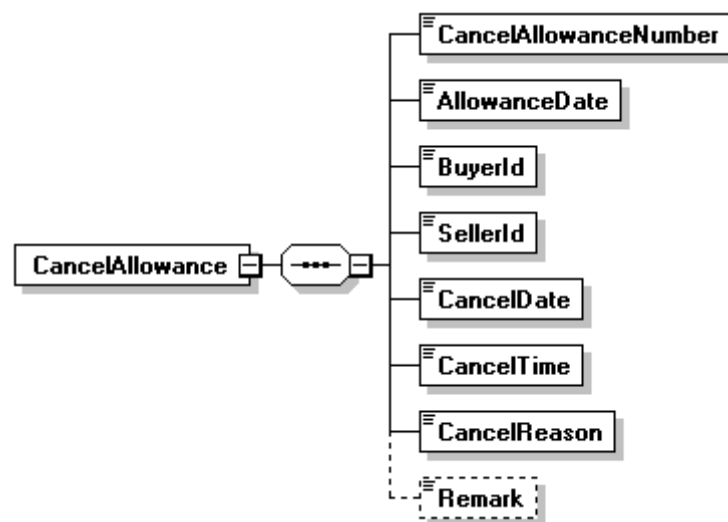 CancelAllowanceNumber
AllowanceDate
BuyerId
SellerId
CancelAllowance
CancelDate
CancelTime
CancelReason
Remark